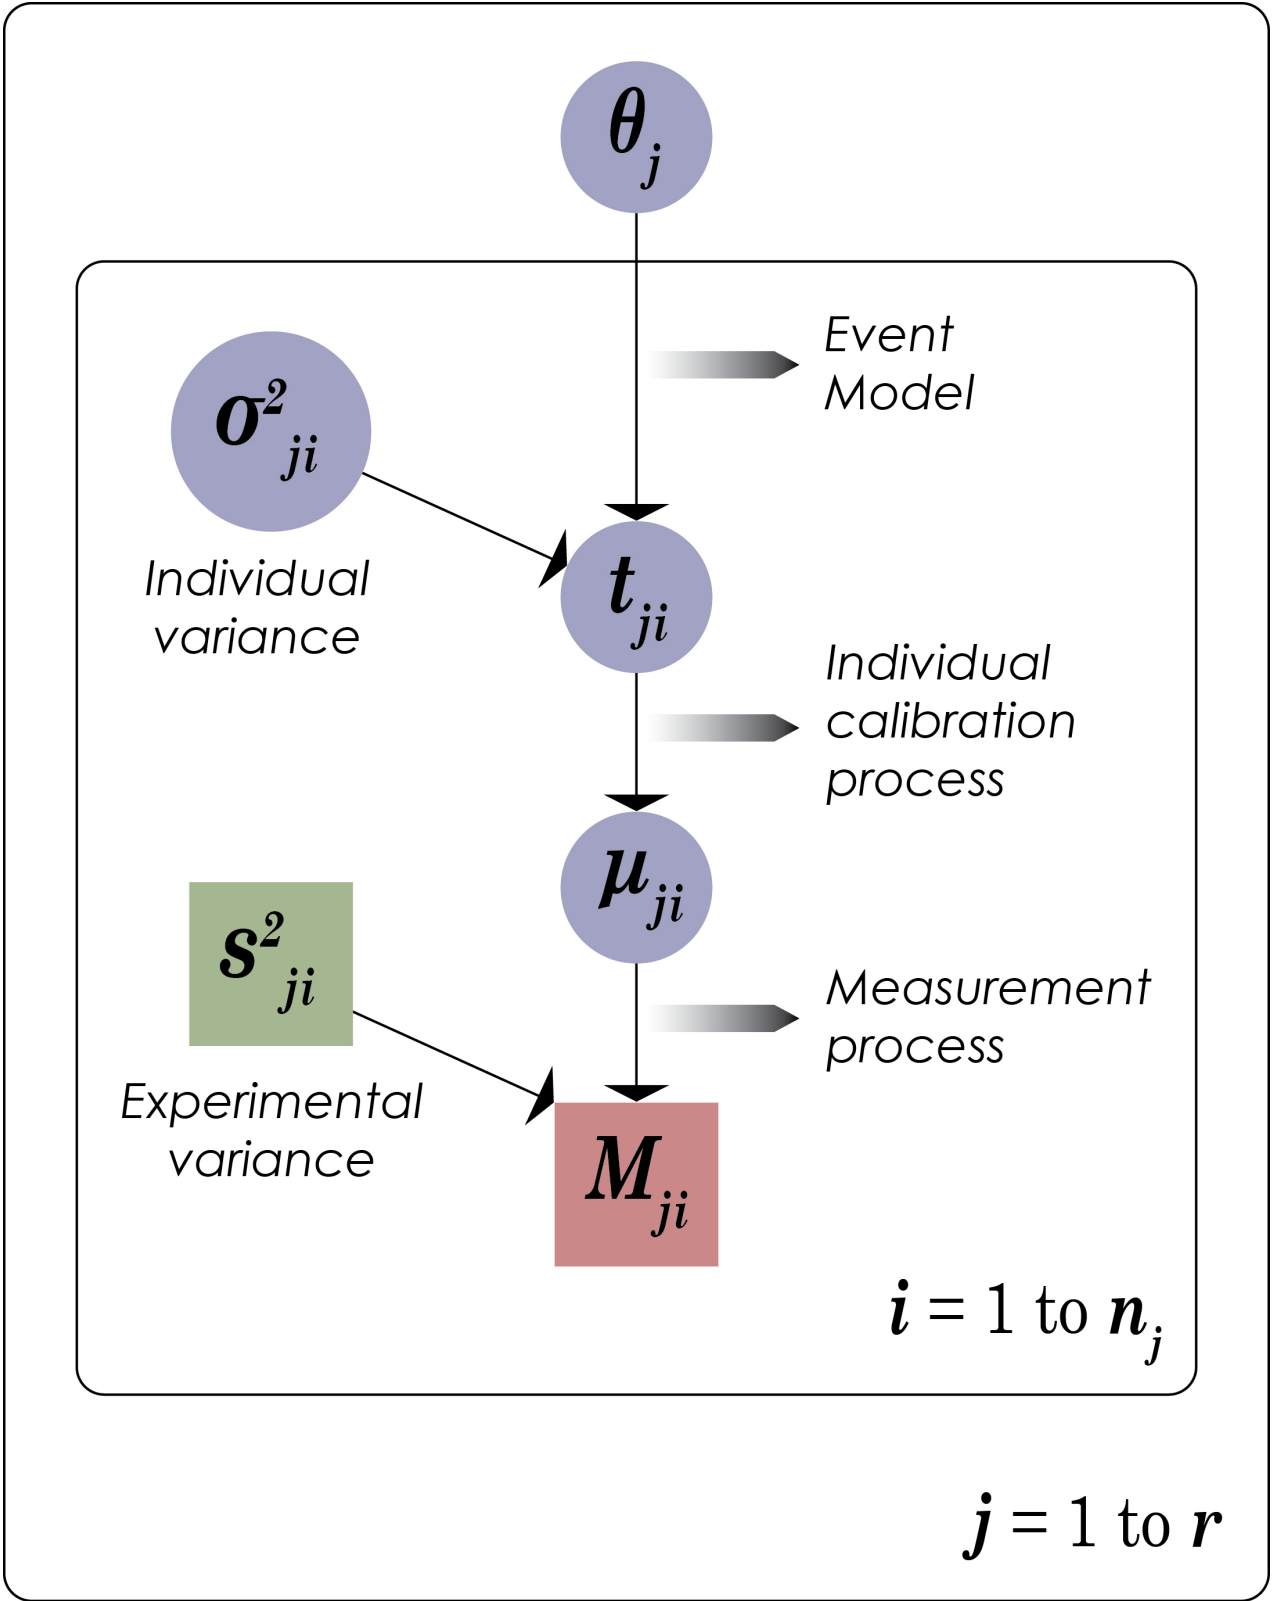 θj
Event
Model
σ²ji
Individual
variance
tji
Individual
calibration
process
μji
s²ji
Experimental
variance
Measurement
process
Mji
i = 1 to nj
j = 1 to r